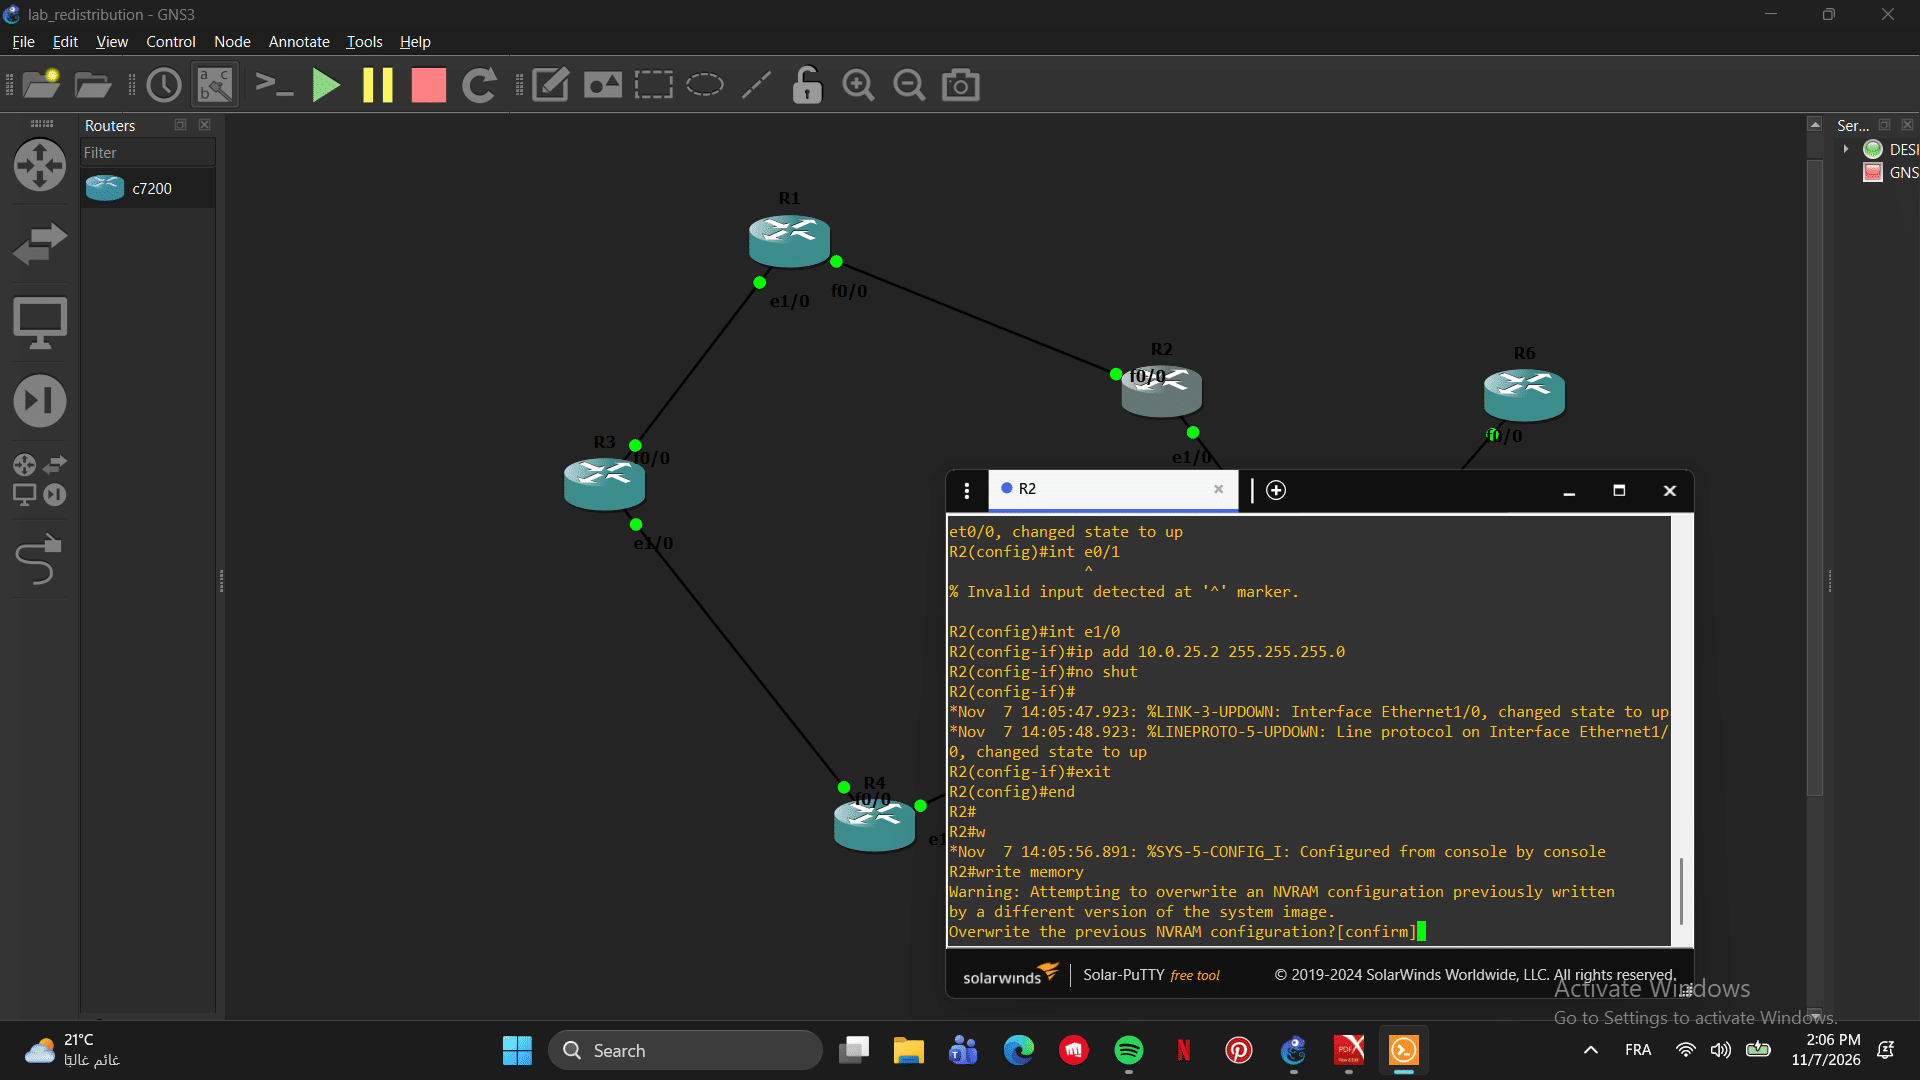 lab_redistribution - GNS3
File Edit View Control Node Annotate Tools Help
Routers
Filter
c7200
R1
e1/0
f0/0
R2
f0/0
e1/0
R6
f0/0
R3
f0/0
e1/0
R4
f0/0
e1
Ser...
DESH
GNS
R2
et0/0, changed state to up
R2(config)#int e0/1
^
% Invalid input detected at '^' marker.
R2(config)#int e1/0
R2(config-if)#ip add 10.0.25.2 255.255.255.0
R2(config-if)#no shut
R2(config-if)#
*Nov  7 14:05:47.923: %LINK-3-UPDOWN: Interface Ethernet1/0, changed state to up
*Nov  7 14:05:48.923: %LINEPROTO-5-UPDOWN: Line protocol on Interface Ethernet1/
0, changed state to up
R2(config-if)#exit
R2(config)#end
R2#
R2#w
*Nov  7 14:05:56.891: %SYS-5-CONFIG_I: Configured from console by console
R2#write memory
Warning: Attempting to overwrite an NVRAM configuration previously written
by a different version of the system image.
Overwrite the previous NVRAM configuration?[confirm]
solarwinds Solar-PuTTY free tool © 2019-2024 SolarWinds Worldwide, LLC. All rights reserved.
Activate Windows
Go to Settings to activate Windows.
21°C
غائم غالبًا
Search
FRA
2:06 PM
11/7/2026